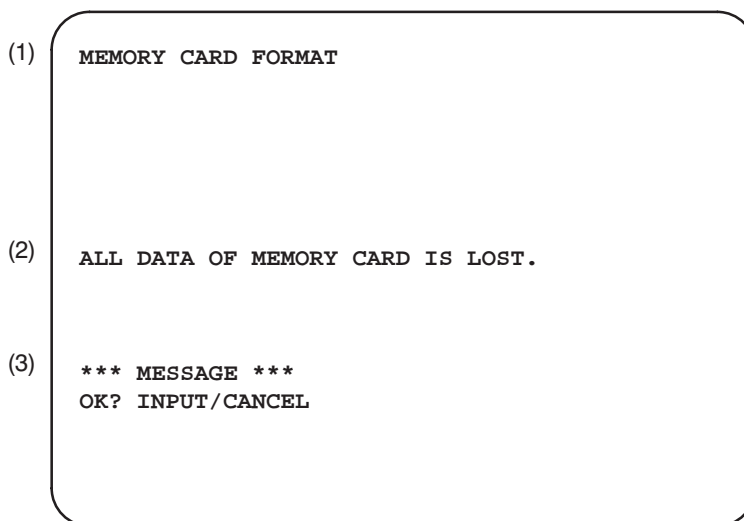 (1) MEMORY CARD FORMAT
(2) ALL DATA OF MEMORY CARD IS LOST.
(3) *** MESSAGE ***
OK? INPUT/CANCEL